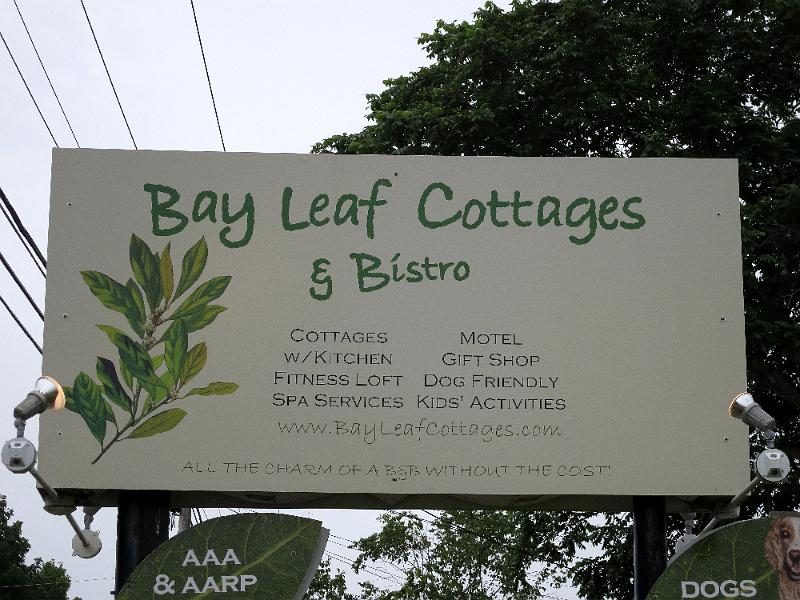 Bay Leaf Cottages
& Bistro
COTTAGES MOTEL
W/KITCHEN GIFT SHOP
FITNESS LOFT DOG FRIENDLY
SPA SERVICES KIDS' ACTIVITIES
www.BayLeafCottages.com
ALL THE CHARM OF A B&B WITHOUT THE COST!
AAA
& AARP
DOGS